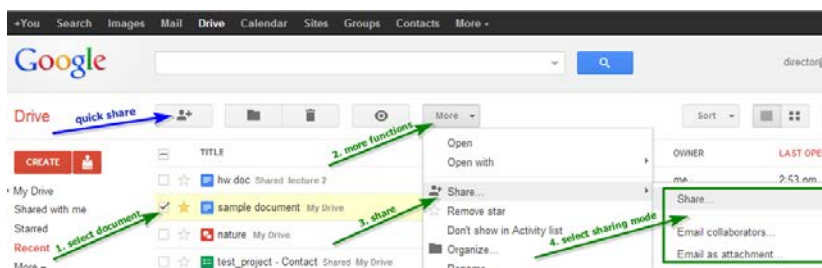 +You Search Images Mail Drive Calendar Sites Groups Contacts More
Google
director@
Drive
quick share
More
Sort
2. more functions
CREATE
TITLE
OWNER
LAST OPE
Open
Open with
My Drive
hw doc Shared lecture 2
me
2:53 pm
Share...
Share...
Shared with me
sample document My Drive
3. share
Remove star
Starred
1. select document
Don't show in Activity list
4. select sharing mode
Email collaborators...
Recent
nature My Drive
Organize...
Email as attachment...
More
test_project - Contact Shared My Drive